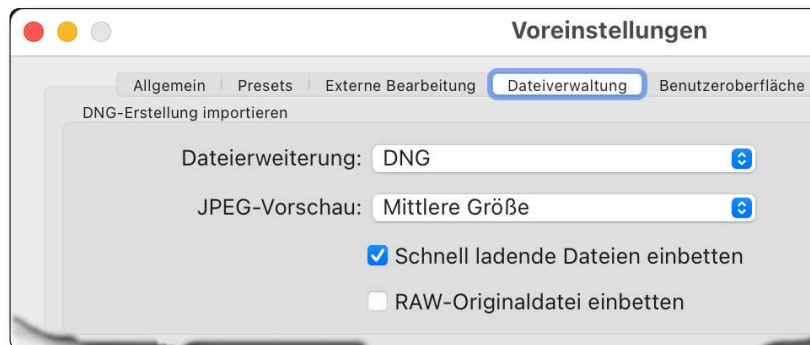 Voreinstellungen
Allgemein Presets Externe Bearbeitung Dateiverwaltung Benutzeroberfläche
DNG-Erstellung importieren
Dateierweiterung: DNG
JPEG-Vorschau: Mittlere Größe
Schnell ladende Dateien einbetten
RAW-Originaldatei einbetten